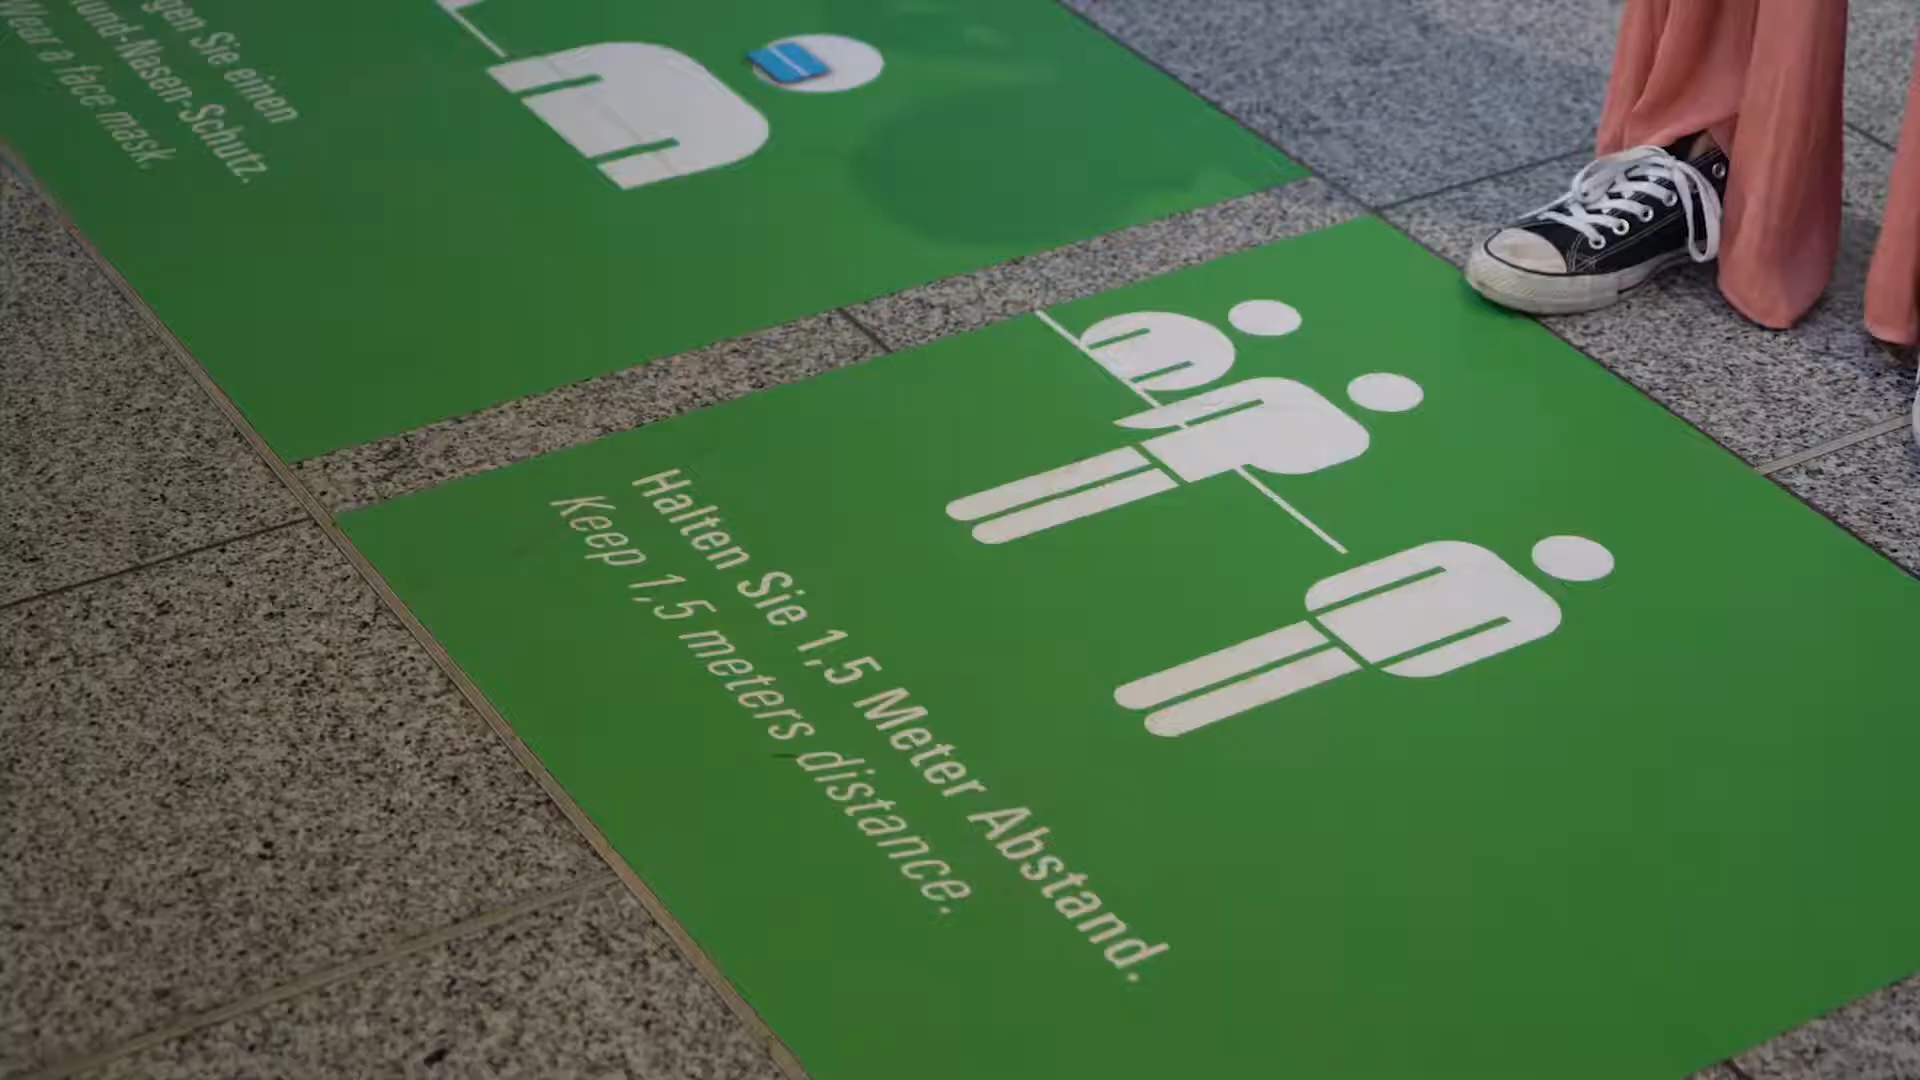 gen Sie einen
und-Nasen-Schutz.
Wear a face mask
Halten Sie 1,5 Meter Abstand.
Keep 1,5 meters distance.